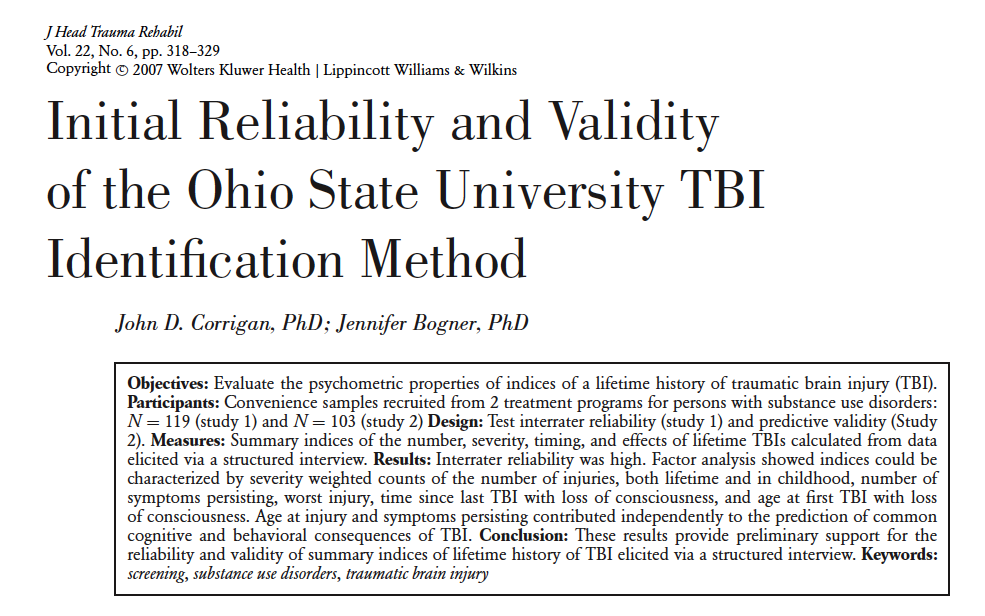 J Head Trauma Rehabil
Vol. 22, No. 6, pp. 318–329
Copyright © 2007 Wolters Kluwer Health | Lippincott Williams & Wilkins
Initial Reliability and Validity
of the Ohio State University TBI
Identification Method
John D. Corrigan, PhD; Jennifer Bogner, PhD
Objectives: Evaluate the psychometric properties of indices of a lifetime history of traumatic brain injury (TBI).
Participants: Convenience samples recruited from 2 treatment programs for persons with substance use disorders:
N = 119 (study 1) and N = 103 (study 2) Design: Test interrater reliability (study 1) and predictive validity (Study
2). Measures: Summary indices of the number, severity, timing, and effects of lifetime TBIs calculated from data
elicited via a structured interview. Results: Interrater reliability was high. Factor analysis showed indices could be
characterized by severity weighted counts of the number of injuries, both lifetime and in childhood, number of
symptoms persisting, worst injury, time since last TBI with loss of consciousness, and age at first TBI with loss
of consciousness. Age at injury and symptoms persisting contributed independently to the prediction of common
cognitive and behavioral consequences of TBI. Conclusion: These results provide preliminary support for the
reliability and validity of summary indices of lifetime history of TBI elicited via a structured interview. Keywords:
screening, substance use disorders, traumatic brain injury